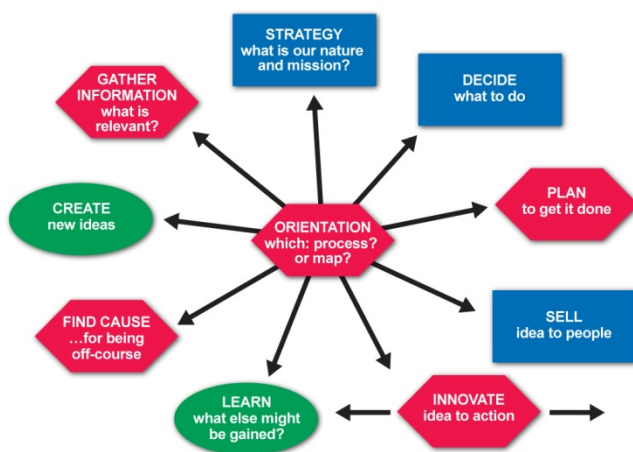 STRATEGY
what is our nature
and mission?
DECIDE
what to do
GATHER
INFORMATION
what is
relevant?
PLAN
to get it done
CREATE
new ideas
ORIENTATION
which: process?
or map?
SELL
idea to people
FIND CAUSE
…for being
off-course
LEARN
what else might
be gained?
INNOVATE
idea to action